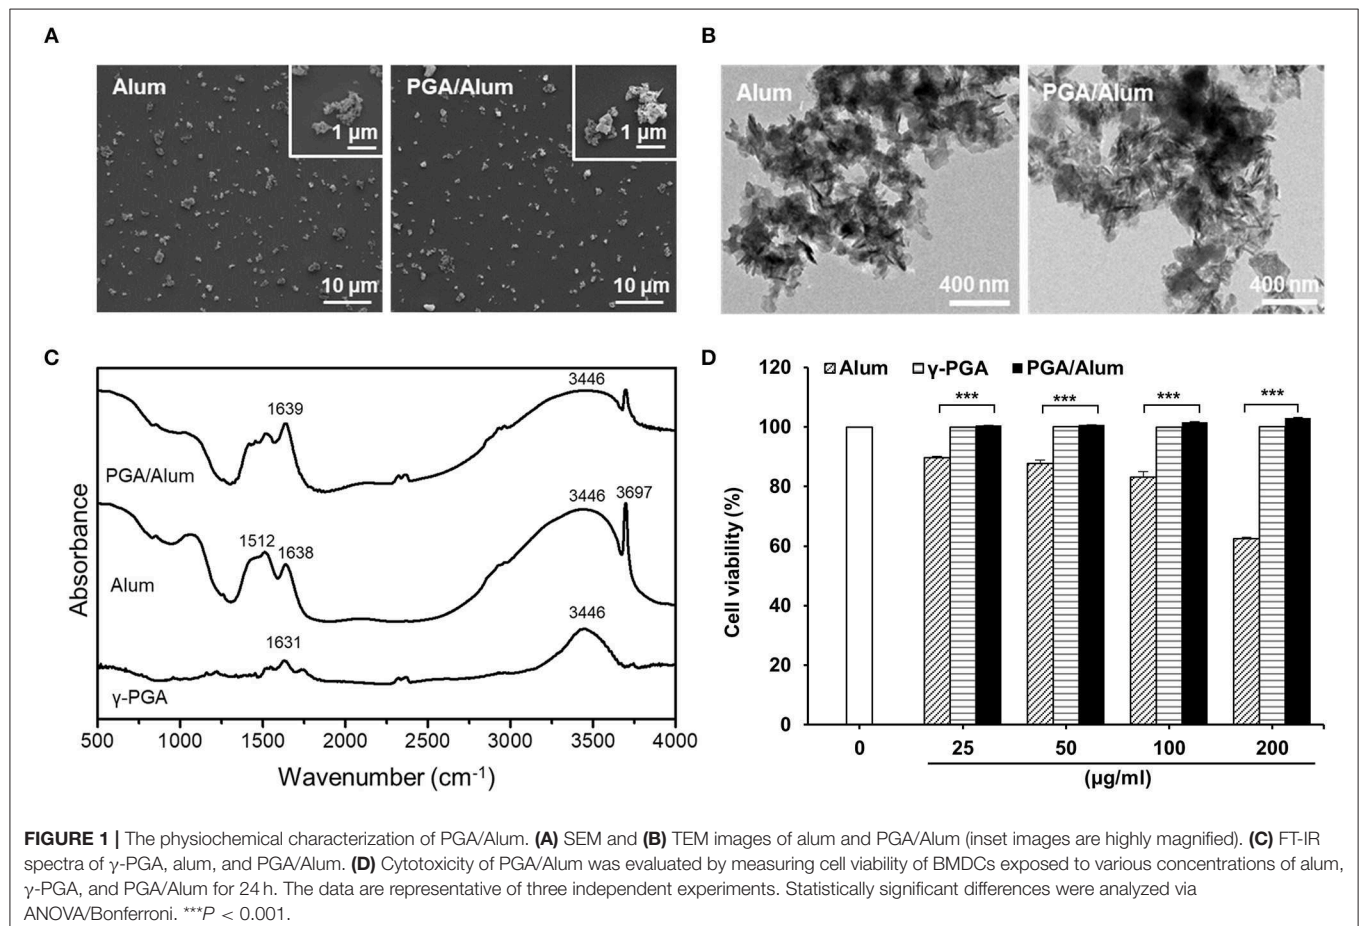 A
Alum
1 µm
10 µm
PGA/Alum
1 µm
10 µm
B
Alum
400 nm
PGA/Alum
400 nm
C
Absorbance
3446
1639
PGA/Alum
3446
3697
1512
1638
Alum
3446
1631
γ-PGA
500 1000 1500 2000 2500 3000 3500 4000
Wavenumber (cm-1)
D
Alum γ-PGA PGA/Alum
Cell viability (%)
120
100
80
60
40
20
0
*** *** *** ***
0 25 50 100 200
(µg/ml)
FIGURE 1 | The physiochemical characterization of PGA/Alum. (A) SEM and (B) TEM images of alum and PGA/Alum (inset images are highly magnified). (C) FT-IR
spectra of γ-PGA, alum, and PGA/Alum. (D) Cytotoxicity of PGA/Alum was evaluated by measuring cell viability of BMDCs exposed to various concentrations of alum,
γ-PGA, and PGA/Alum for 24 h. The data are representative of three independent experiments. Statistically significant differences were analyzed via
ANOVA/Bonferroni. ***P < 0.001.